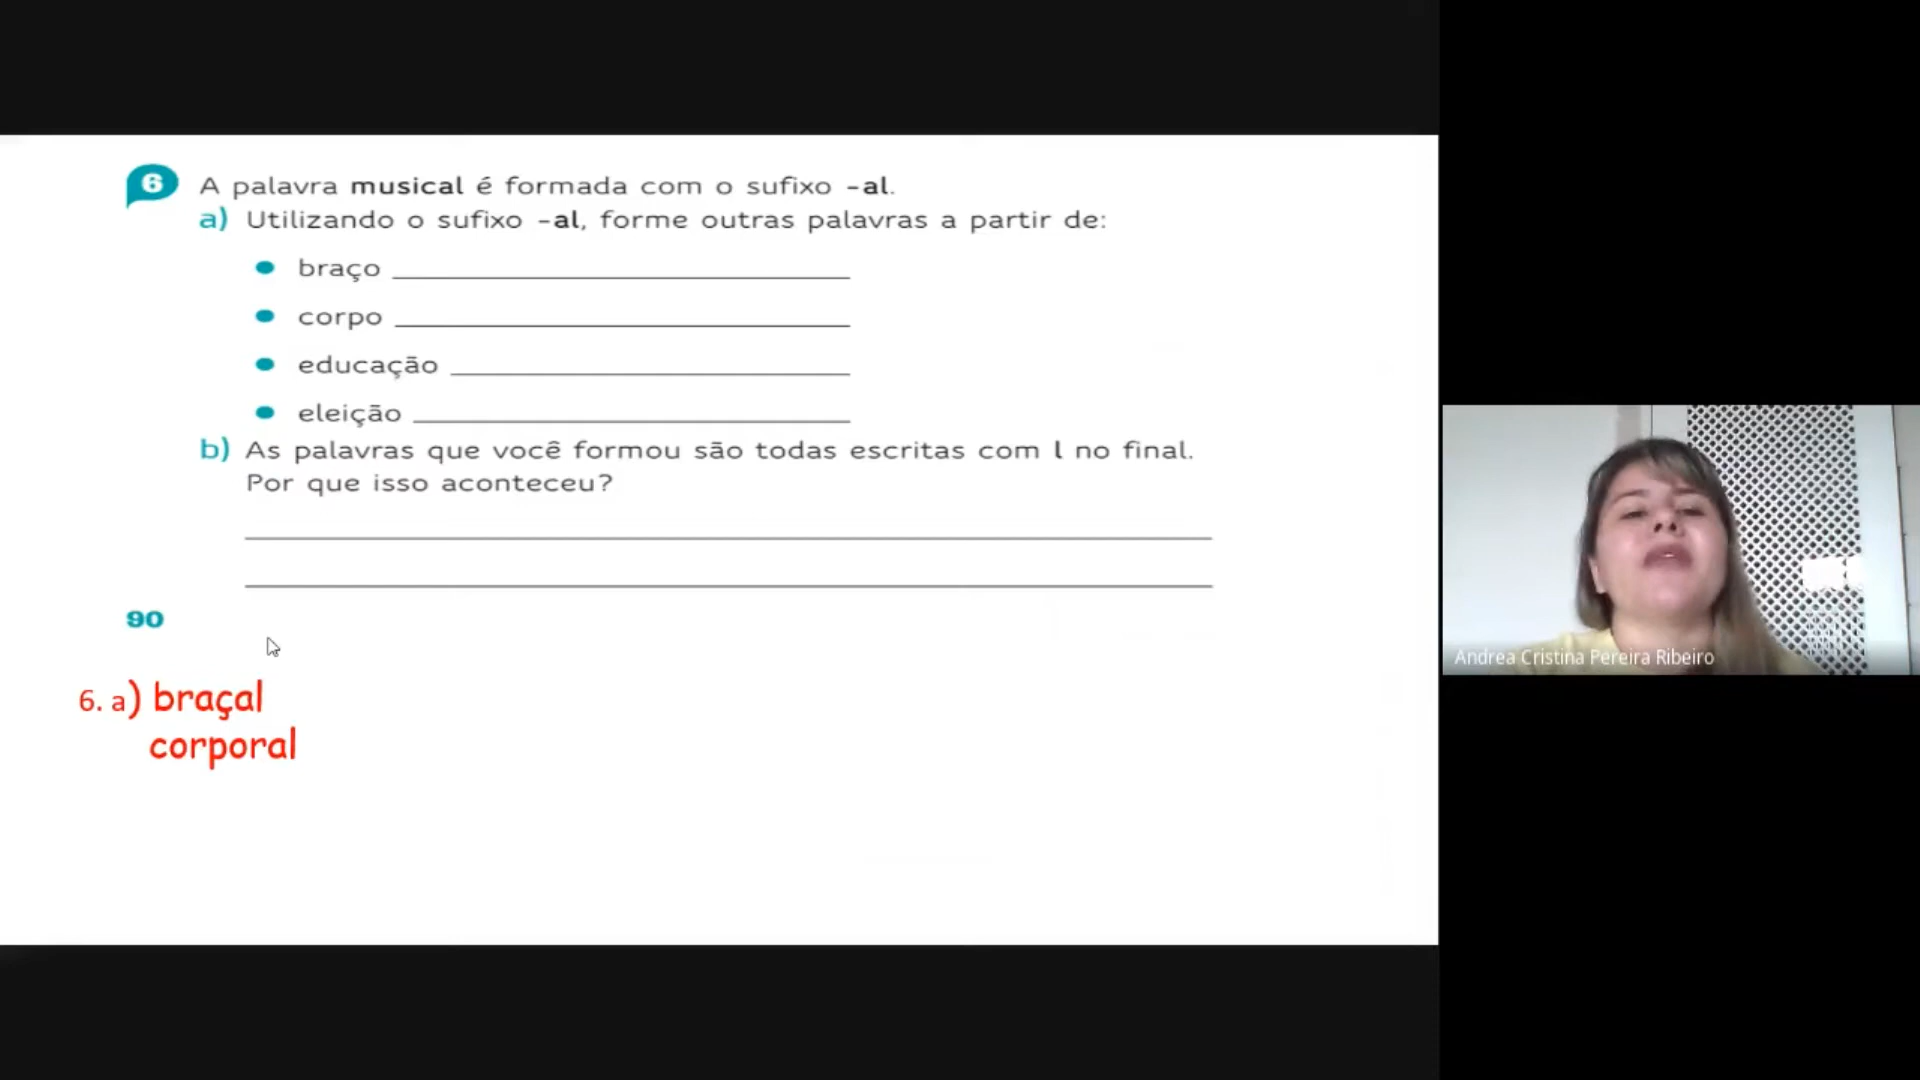 6 A palavra musical é formada com o sufixo -al.
a) Utilizando o sufixo -al, forme outras palavras a partir de:
braço
corpo
educação
eleição
b) As palavras que você formou são todas escritas com l no final.
Por que isso aconteceu?
90
6. a) braçal
corporal
Andrea Cristina Pereira Ribeiro